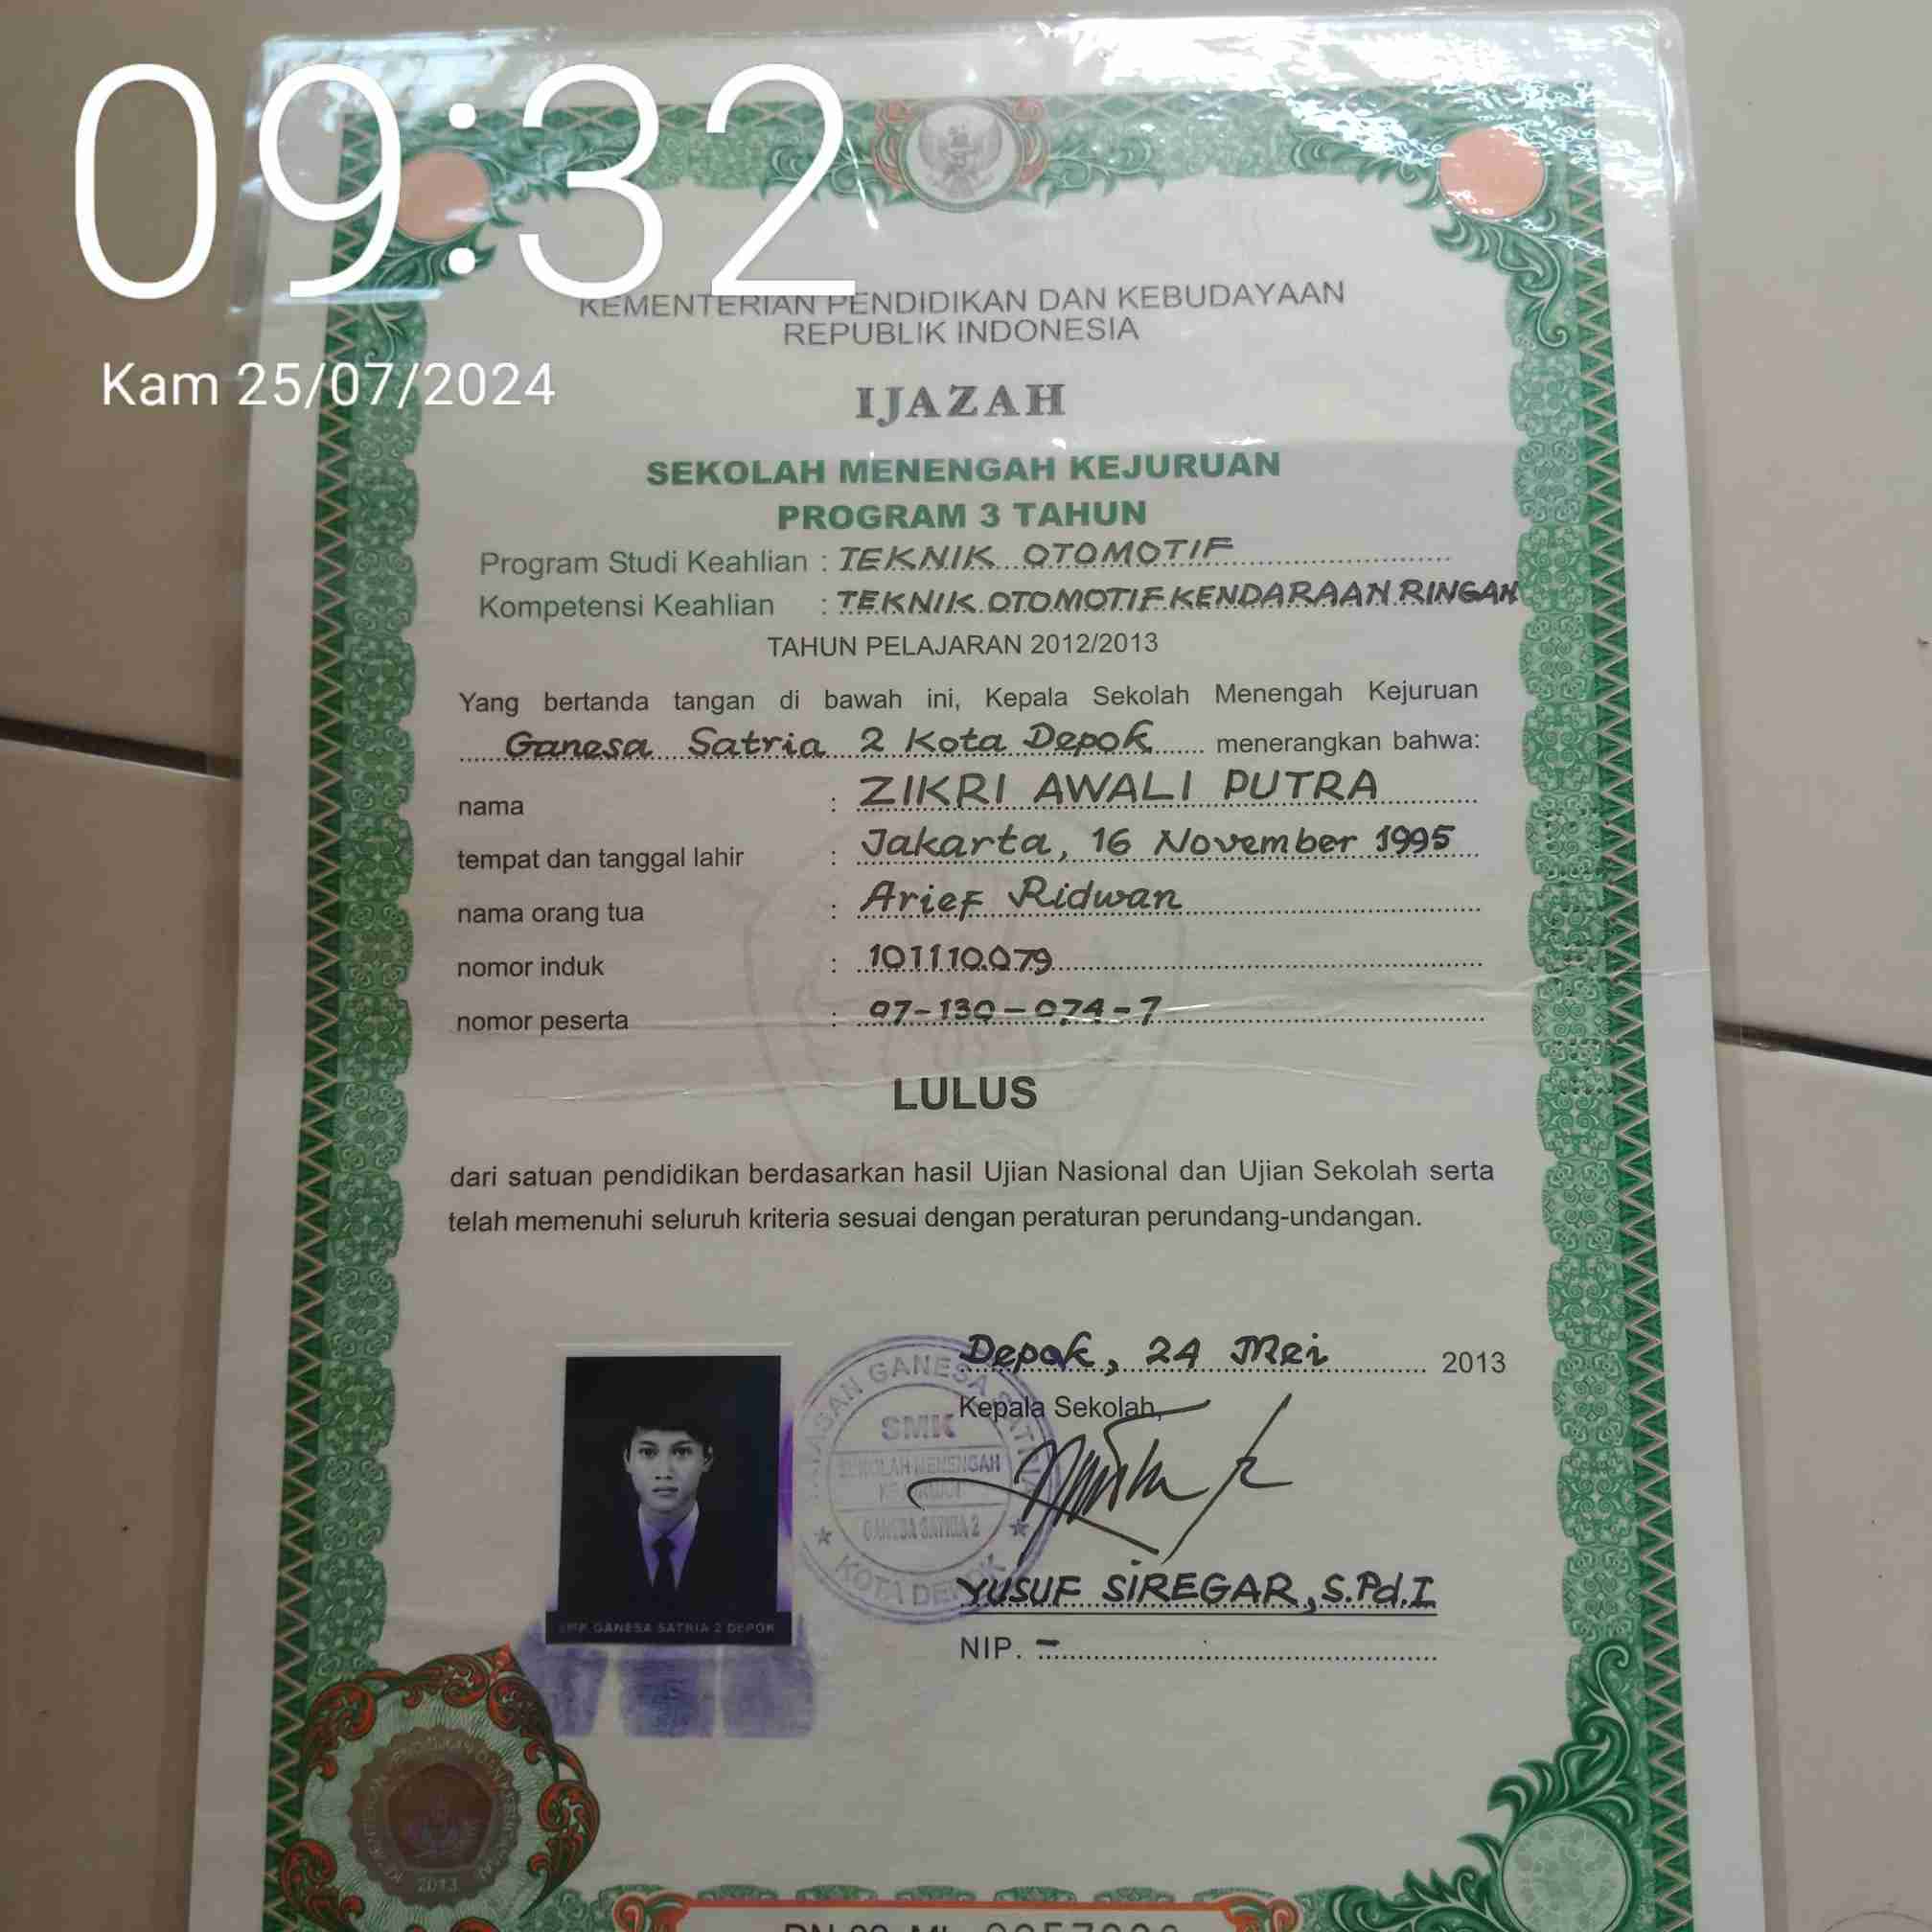 09:32
Kam 25/07/2024
KEMENTERIAN PENDIDIKAN DAN KEBUDAYAAN
REPUBLIK INDONESIA
IJAZAH
SEKOLAH MENENGAH KEJURUAN
PROGRAM 3 TAHUN
Program Studi Keahlian : TEKNIK OTOMOTIF
Kompetensi Keahlian : TEKNIK OTOMOTIF KENDARAAN RINGAN
TAHUN PELAJARAN 2012/2013
Yang bertanda tangan di bawah ini, Kepala Sekolah Menengah Kejuruan
Ganesa Satria 2 Kota Depok menerangkan bahwa:
nama : ZIKRI AWALI PUTRA
tempat dan tanggal lahir : Jakarta, 16 November 1995
nama orang tua : Arief Ridwan
nomor induk : 101110079
nomor peserta : 97-130-074-7
LULUS
dari satuan pendidikan berdasarkan hasil Ujian Nasional dan Ujian Sekolah serta
telah memenuhi seluruh kriteria sesuai dengan peraturan perundang-undangan.
Depok, 24 Mei 2013
Kepala Sekolah,
GANESA SATRIA
SMK
SEKOLAH MENENGAH
GANESA SATRIA 2
KOTA DEPOK
YUSUF SIREGAR, S.Pd.I
NIP. -
SMK GANESA SATRIA 2 DEPOK
2013